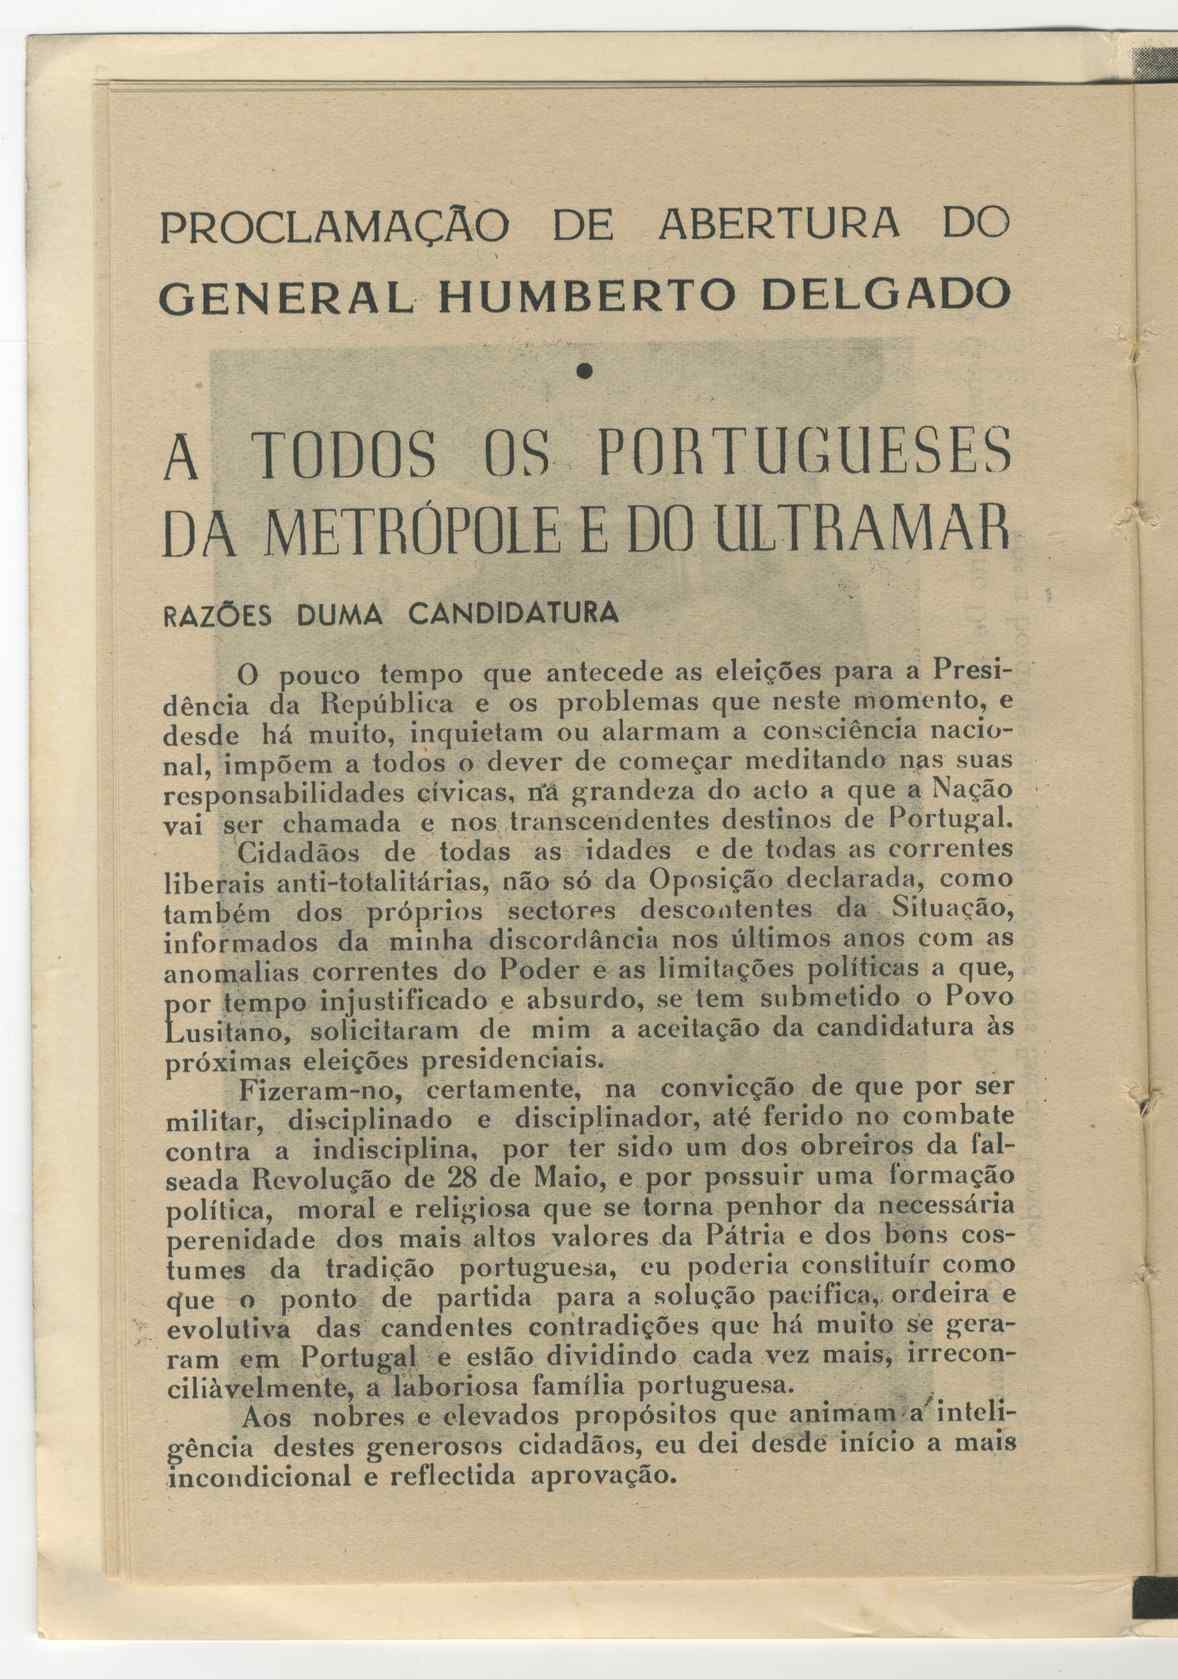 PROCLAMAÇÃO DE ABERTURA DO
GENERAL HUMBERTO DELGADO
•
A TODOS OS PORTUGUESES
DA METRÓPOLE E DO ULTRAMAR
RAZÕES DUMA CANDIDATURA
O pouco tempo que antecede as eleições para a Presi-
dência da República e os problemas que neste momento, e
desde há muito, inquietam ou alarmam a consciência nacio-
nal, impõem a todos o dever de começar meditando nas suas
responsabilidades cívicas, na grandeza do acto a que a Nação
vai ser chamada e nos transcendentes destinos de Portugal.
Cidadãos de todas as idades e de todas as correntes
liberais anti-totalitárias, não só da Oposição declarada, como
também dos próprios sectores descontentes da Situação,
informados da minha discordância nos últimos anos com as
anomalias correntes do Poder e as limitações políticas a que,
por tempo injustificado e absurdo, se tem submetido o Povo
Lusitano, solicitaram de mim a aceitação da candidatura às
próximas eleições presidenciais.
Fizeram-no, certamente, na convicção de que por ser
militar, disciplinado e disciplinador, até ferido no combate
contra a indisciplina, por ter sido um dos obreiros da fal-
seada Revolução de 28 de Maio, e por possuir uma formação
política, moral e religiosa que se torna penhor da necessária
perenidade dos mais altos valores da Pátria e dos bons cos-
tumes da tradição portuguesa, eu poderia constituír como
que o ponto de partida para a solução pacífica, ordeira e
evolutiva das candentes contradições que há muito se gera-
ram em Portugal e estão dividindo cada vez mais, irrecon-
ciliàvelmente, a laboriosa família portuguesa.
Aos nobres e elevados propósitos que animam a inteli-
gência destes generosos cidadãos, eu dei desde início a mais
incondicional e reflectida aprovação.